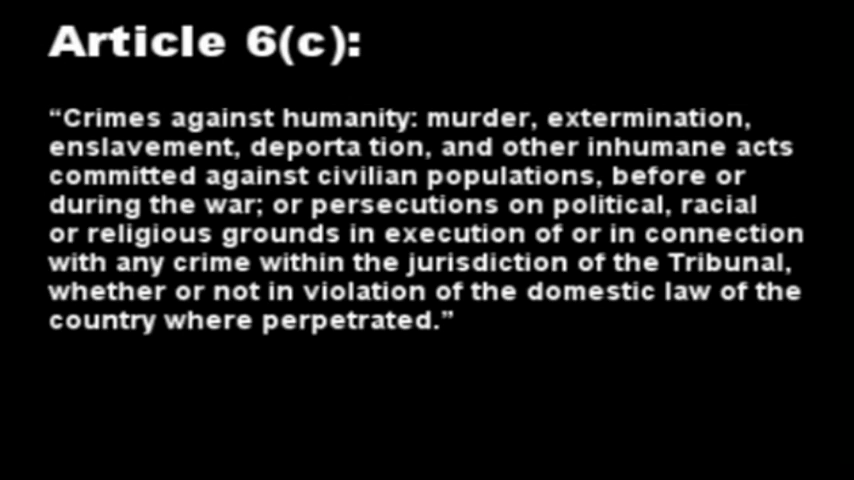 Article 6(c):
“Crimes against humanity: murder, extermination,
enslavement, deporta tion, and other inhumane acts
committed against civilian populations, before or
during the war; or persecutions on political, racial
or religious grounds in execution of or in connection
with any crime within the jurisdiction of the Tribunal,
whether or not in violation of the domestic law of the
country where perpetrated.”